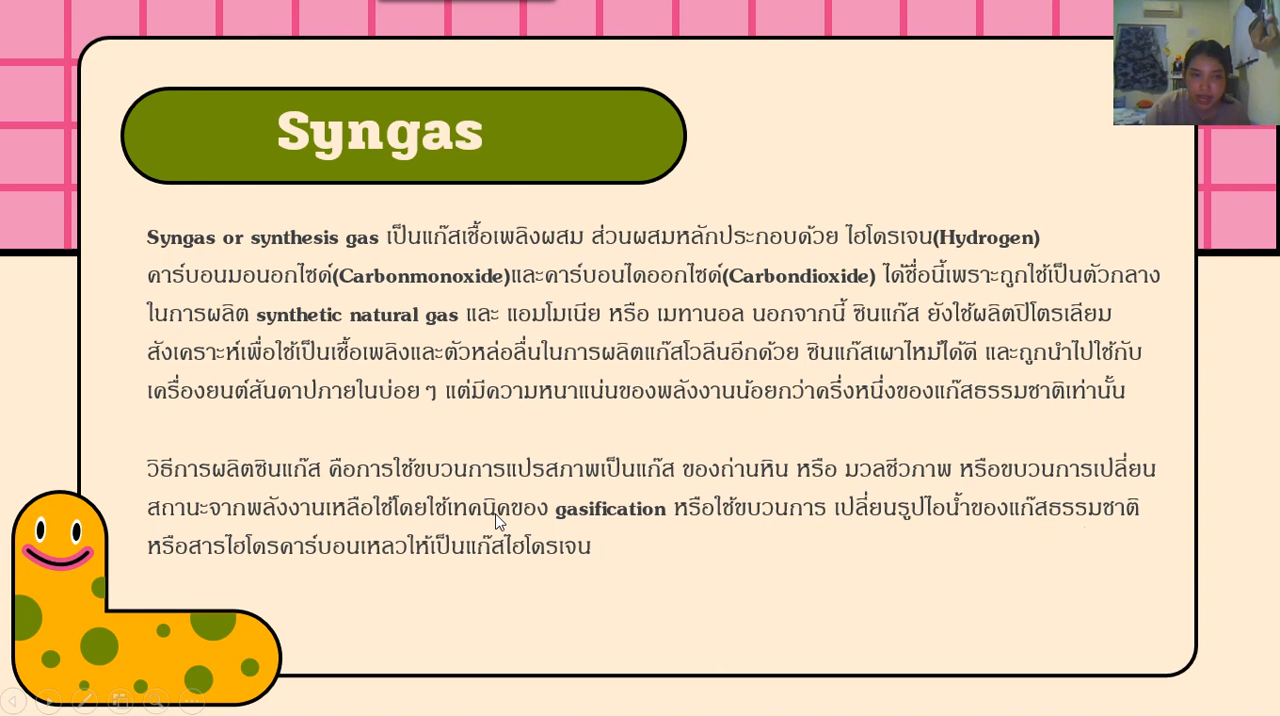 Syngas
Syngas or synthesis gas เป็นแก๊สเชื้อเพลิงผสม ส่วนผสมหลักประกอบด้วย ไฮโดรเจน(Hydrogen)
คาร์บอนมอนอกไซด์(Carbonmonoxide)และคาร์บอนไดออกไซด์(Carbondioxide) ได้ชื่อนี้เพราะถูกใช้เป็นตัวกลาง
ในการผลิต synthetic natural gas และ แอมโมเนีย หรือ เมทานอล นอกจากนี้ ซินแก๊ส ยังใช้ผลิตปิโตรเลียม
สังเคราะห์เพื่อใช้เป็นเชื้อเพลิงและตัวหล่อลื่นในการผลิตแก๊สโวลีนอีกด้วย ซินแก๊สเผาไหม้ได้ดี และถูกนำไปใช้กับ
เครื่องยนต์สันดาปภายในบ่อย ๆ แต่มีความหนาแน่นของพลังงานน้อยกว่าครึ่งหนึ่งของแก๊สธรรมชาติเท่านั้น
วิธีการผลิตซินแก๊ส คือการใช้ขบวนการแปรสภาพเป็นแก๊ส ของถ่านหิน หรือ มวลชีวภาพ หรือขบวนการเปลี่ยน
สถานะจากพลังงานเหลือใช้โดยใช้เทคนิคของ gasification หรือใช้ขบวนการ เปลี่ยนรูปไอน้ำของแก๊สธรรมชาติ
หรือสารไฮโดรคาร์บอนเหลวให้เป็นแก๊สไฮโดรเจน